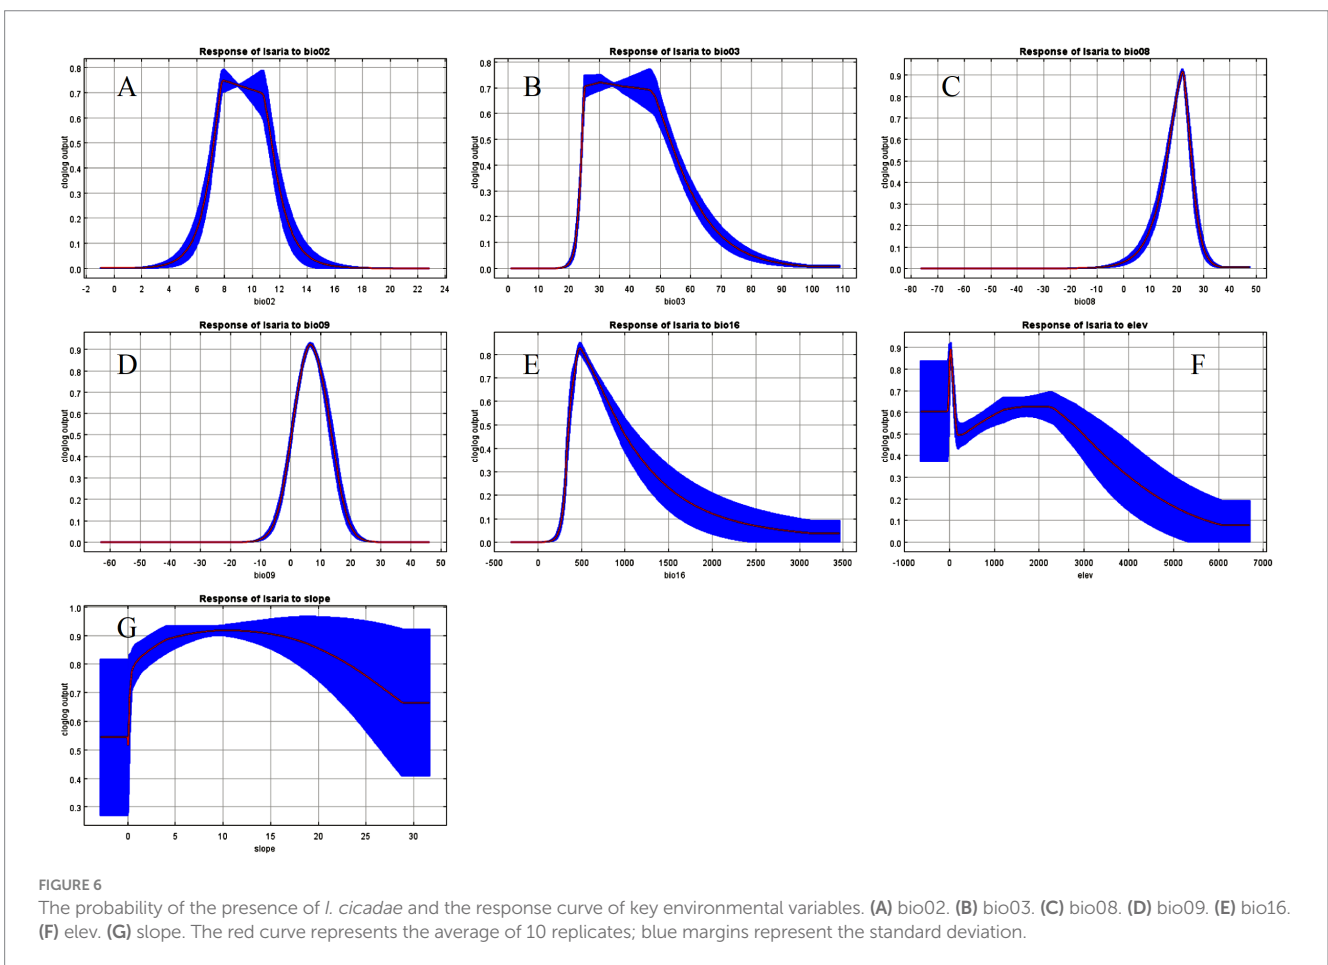 Response of Isaria to bio02
A
cloglog output
0.8
0.7
0.6
0.5
0.4
0.3
0.2
0.1
0.0
-2 0 2 4 6 8 10 12 14 16 18 20 22 24
bio02
Response of Isaria to bio03
B
cloglog output
0.8
0.7
0.6
0.5
0.4
0.3
0.2
0.1
0.0
0 10 20 30 40 50 60 70 80 90 100 110
bio03
Response of Isaria to bio08
C
cloglog output
0.9
0.8
0.7
0.6
0.5
0.4
0.3
0.2
0.1
0.0
-80 -70 -60 -50 -40 -30 -20 -10 0 10 20 30 40 50
bio08
Response of Isaria to bio09
D
cloglog output
0.9
0.8
0.7
0.6
0.5
0.4
0.3
0.2
0.1
0.0
-60 -50 -40 -30 -20 -10 0 10 20 30 40 50
bio09
Response of Isaria to bio16
E
cloglog output
0.8
0.7
0.6
0.5
0.4
0.3
0.2
0.1
0.0
-500 0 500 1000 1500 2000 2500 3000 3500
bio16
Response of Isaria to elev
F
cloglog output
0.9
0.8
0.7
0.6
0.5
0.4
0.3
0.2
0.1
0.0
-1000 0 1000 2000 3000 4000 5000 6000 7000
elev
Response of Isaria to slope
G
cloglog output
1.0
0.9
0.8
0.7
0.6
0.5
0.4
0.3
0 5 10 15 20 25 30
slope
FIGURE 6
The probability of the presence of I. cicadae and the response curve of key environmental variables. (A) bio02. (B) bio03. (C) bio08. (D) bio09. (E) bio16.
(F) elev. (G) slope. The red curve represents the average of 10 replicates; blue margins represent the standard deviation.